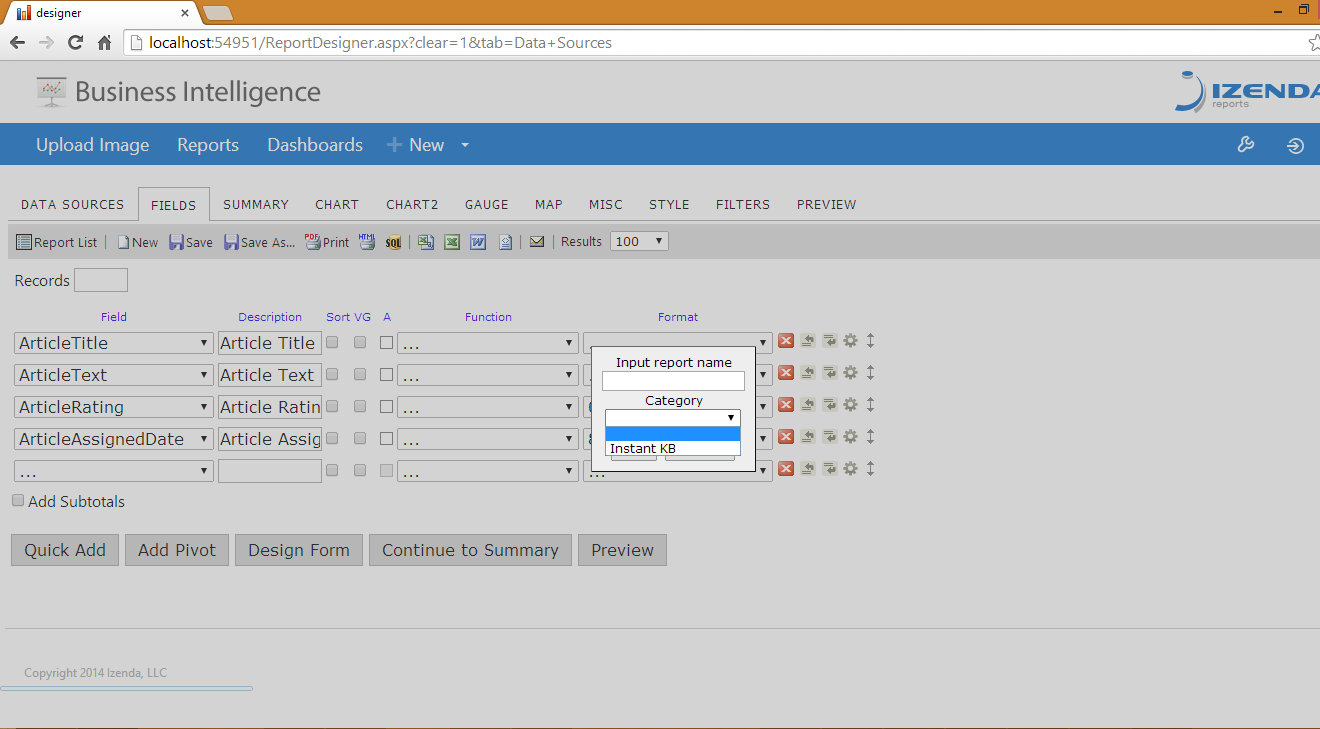 designer
localhost:54951/ReportDesigner.aspx?clear=1&tab=Data+Sources
Business Intelligence
IZENDA
reports
Upload Image Reports Dashboards New
DATA SOURCES FIELDS SUMMARY CHART CHART2 GAUGE MAP MISC STYLE FILTERS PREVIEW
Report List New Save Save As... PDF Print HTML SQL Results 100
Records
Field Description Sort VG A Function Format
ArticleTitle Article Title ...
ArticleText Article Text ...
ArticleRating Article Ratin ...
ArticleAssignedDate Article Assig ...
... ... ...
Input report name
Category
Instant KB
Add Subtotals
Quick Add Add Pivot Design Form Continue to Summary Preview
Copyright 2014 Izenda, LLC